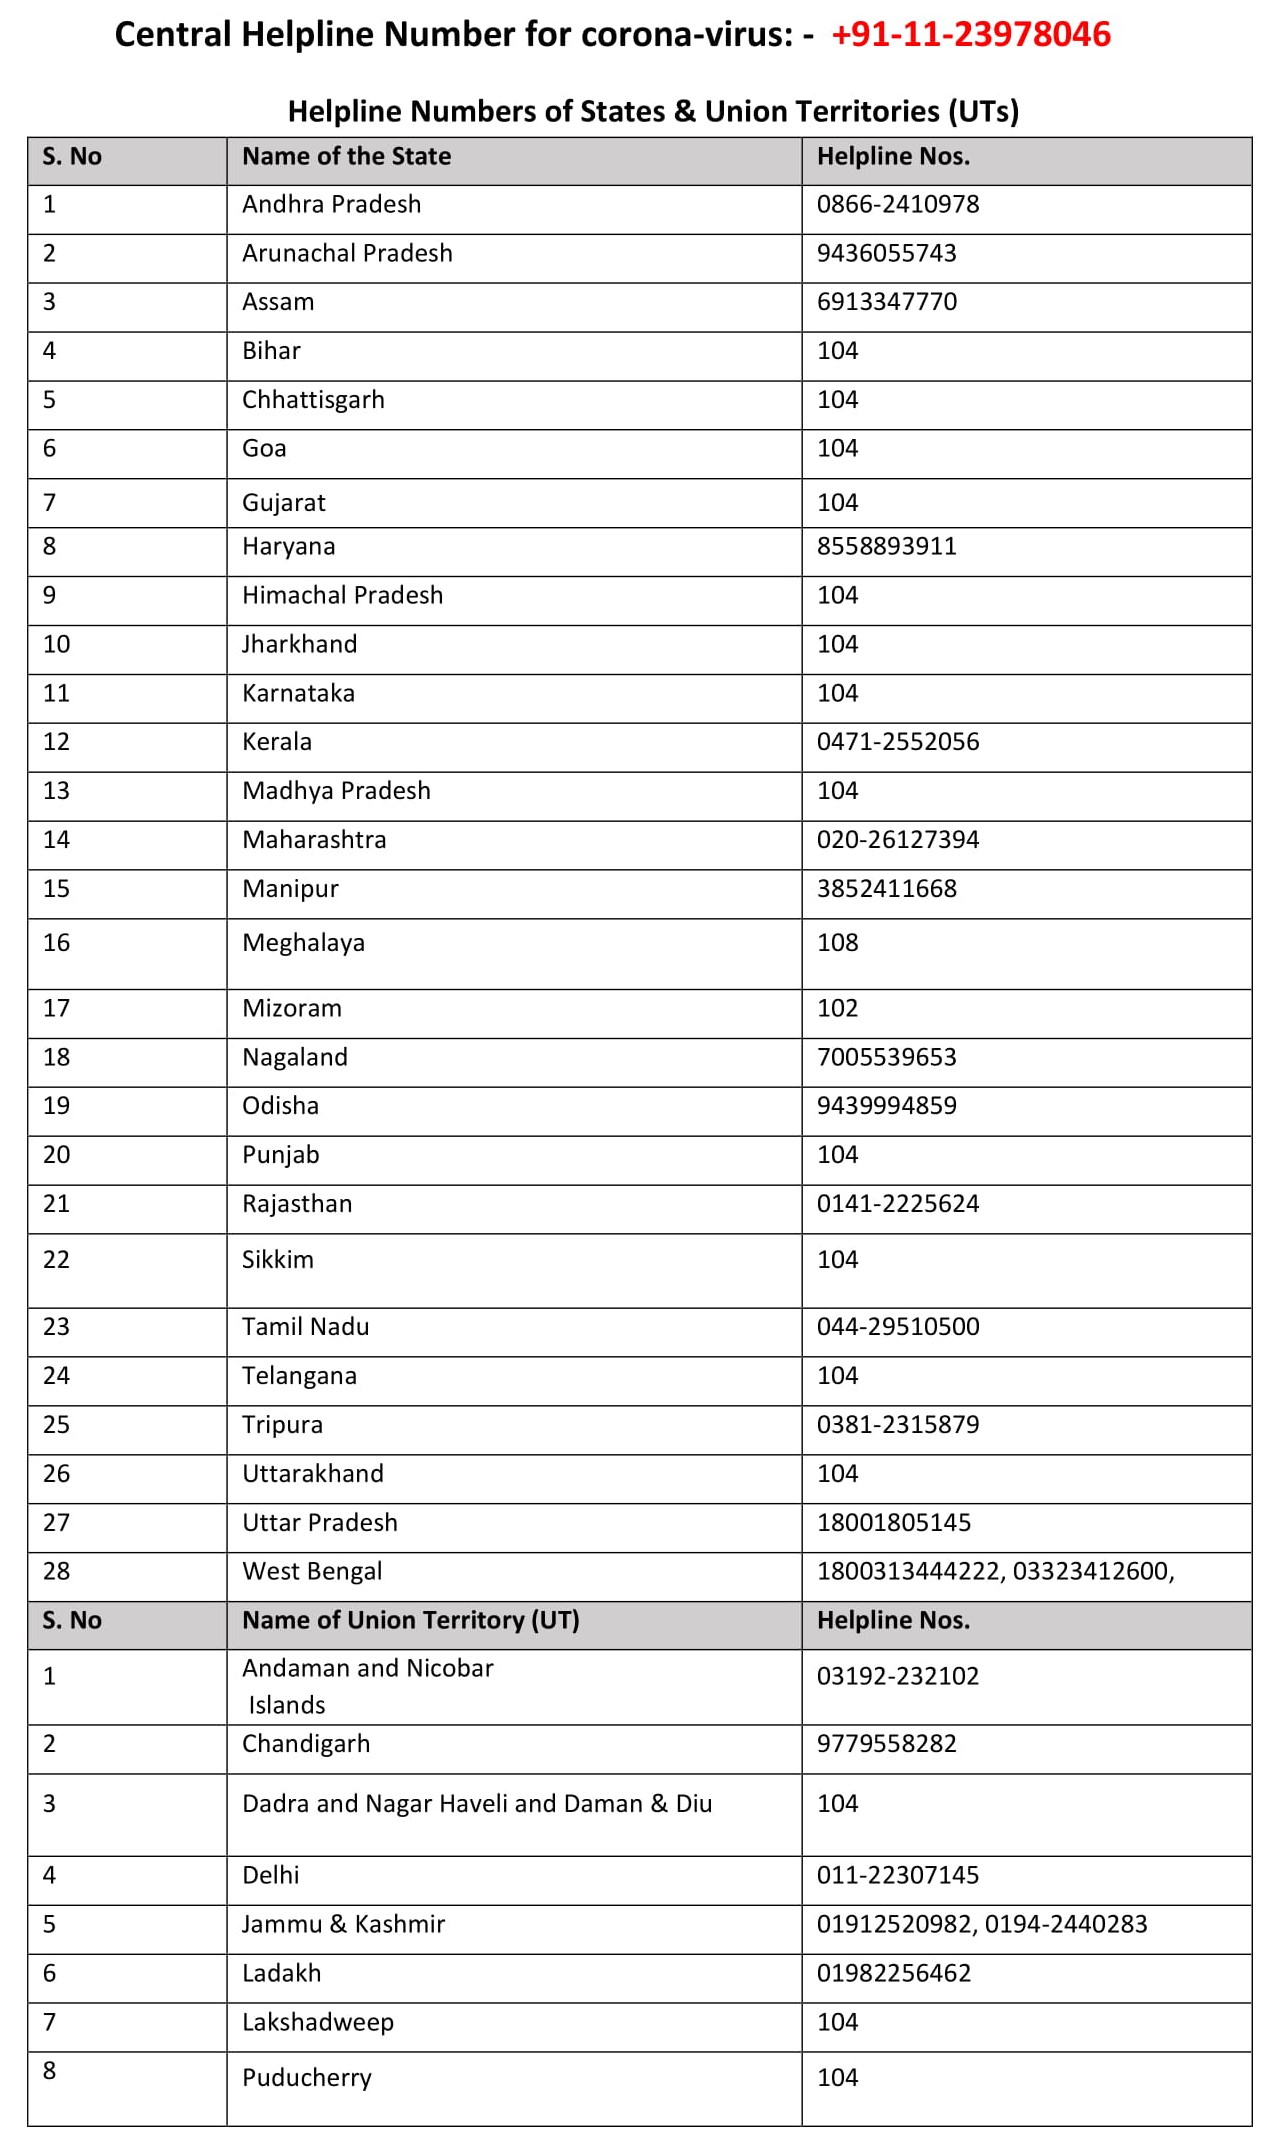 Central Helpline Number for corona-virus: - +91-11-23978046
Helpline Numbers of States & Union Territories (UTs)
S. No Name of the State Helpline Nos.
1 Andhra Pradesh 0866-2410978
2 Arunachal Pradesh 9436055743
3 Assam 6913347770
4 Bihar 104
5 Chhattisgarh 104
6 Goa 104
7 Gujarat 104
8 Haryana 8558893911
9 Himachal Pradesh 104
10 Jharkhand 104
11 Karnataka 104
12 Kerala 0471-2552056
13 Madhya Pradesh 104
14 Maharashtra 020-26127394
15 Manipur 3852411668
16 Meghalaya 108
17 Mizoram 102
18 Nagaland 7005539653
19 Odisha 9439994859
20 Punjab 104
21 Rajasthan 0141-2225624
22 Sikkim 104
23 Tamil Nadu 044-29510500
24 Telangana 104
25 Tripura 0381-2315879
26 Uttarakhand 104
27 Uttar Pradesh 18001805145
28 West Bengal 1800313444222, 03323412600,
S. No Name of Union Territory (UT) Helpline Nos.
1 Andaman and Nicobar 03192-232102
Islands
2 Chandigarh 9779558282
3 Dadra and Nagar Haveli and Daman & Diu 104
4 Delhi 011-22307145
5 Jammu & Kashmir 01912520982, 0194-2440283
6 Ladakh 01982256462
7 Lakshadweep 104
8 Puducherry 104